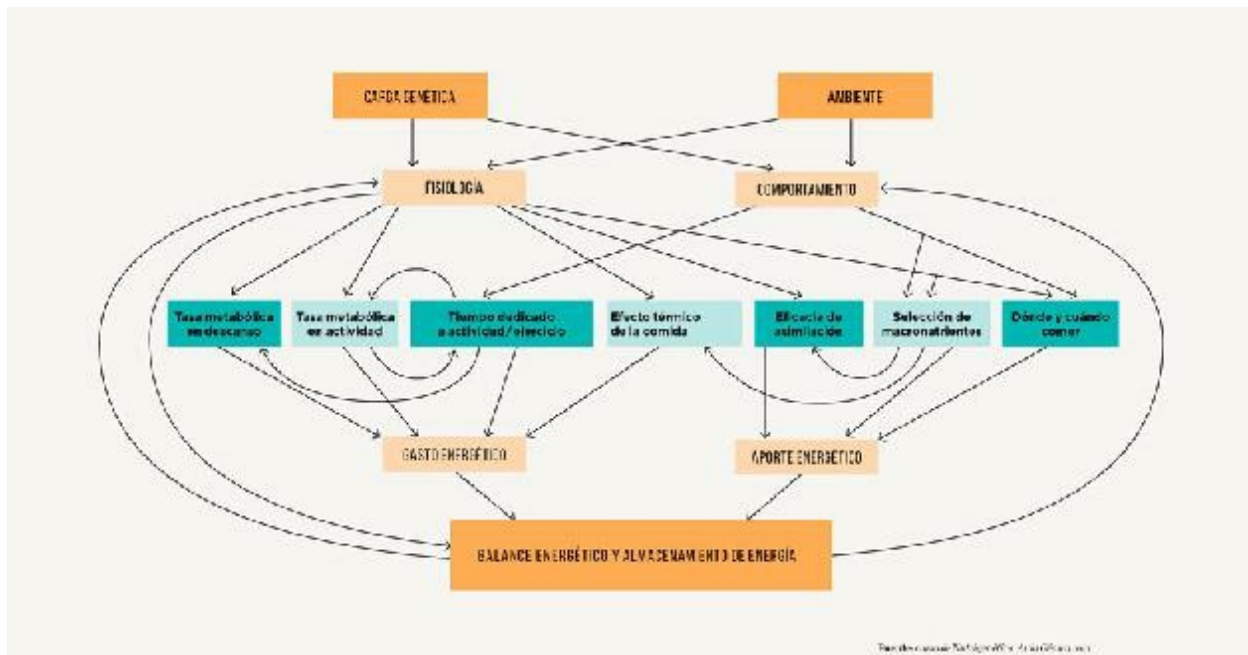 CARGA GENÉTICA
AMBIENTE
FISIOLOGÍA
COMPORTAMIENTO
Tasa metabólica
en descanso
Tasa metabólica
en actividad
Tiempo dedicado
a actividad/ejercicio
Efecto térmico
de la comida
Eficacia de
asimilación
Selección de
macronutrientes
Dónde y cuándo
comer
GASTO ENERGÉTICO
APORTE ENERGÉTICO
BALANCE ENERGÉTICO Y ALMACENAMIENTO DE ENERGÍA